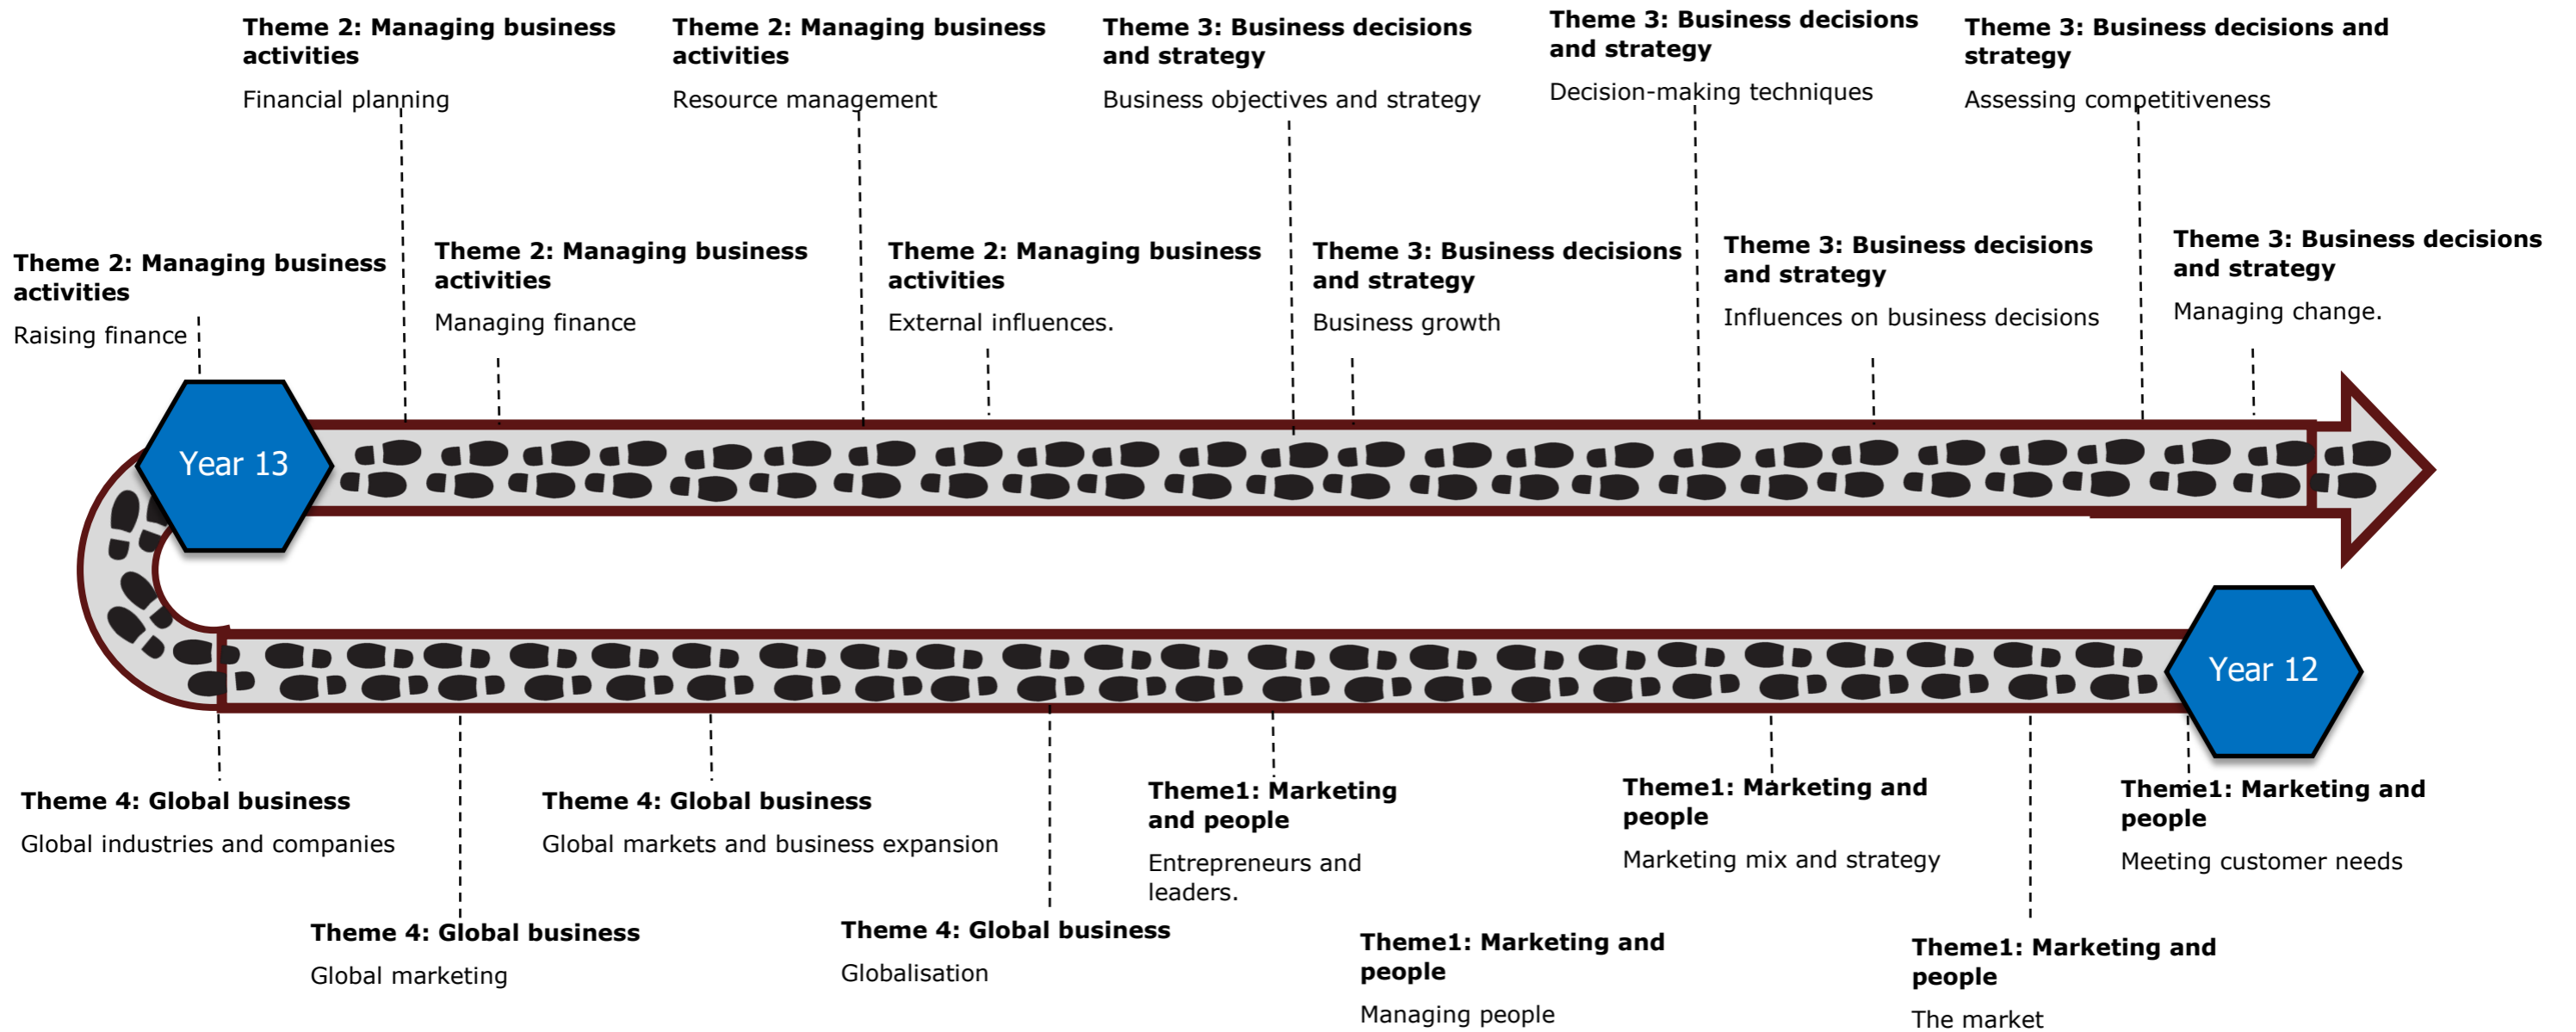 Theme 2: Managing business
activities
Financial planning
Theme 2: Managing business
activities
Resource management
Theme 3: Business decisions
and strategy
Business objectives and strategy
Theme 3: Business decisions
and strategy
Decision-making techniques
Theme 3: Business decisions and
strategy
Assessing competitiveness
Theme 2: Managing business
activities
Raising finance
Theme 2: Managing business
activities
Managing finance
Theme 2: Managing business
activities
External influences.
Theme 3: Business decisions
and strategy
Business growth
Theme 3: Business decisions
and strategy
Influences on business decisions
Theme 3: Business decisions
and strategy
Managing change.
Year 13
Year 12
Theme 4: Global business
Global industries and companies
Theme 4: Global business
Global markets and business expansion
Theme1: Marketing
and people
Entrepreneurs and
leaders.
Theme1: Marketing and
people
Marketing mix and strategy
Theme1: Marketing and
people
Meeting customer needs
Theme 4: Global business
Global marketing
Theme 4: Global business
Globalisation
Theme1: Marketing and
people
Managing people
Theme1: Marketing and
people
The market